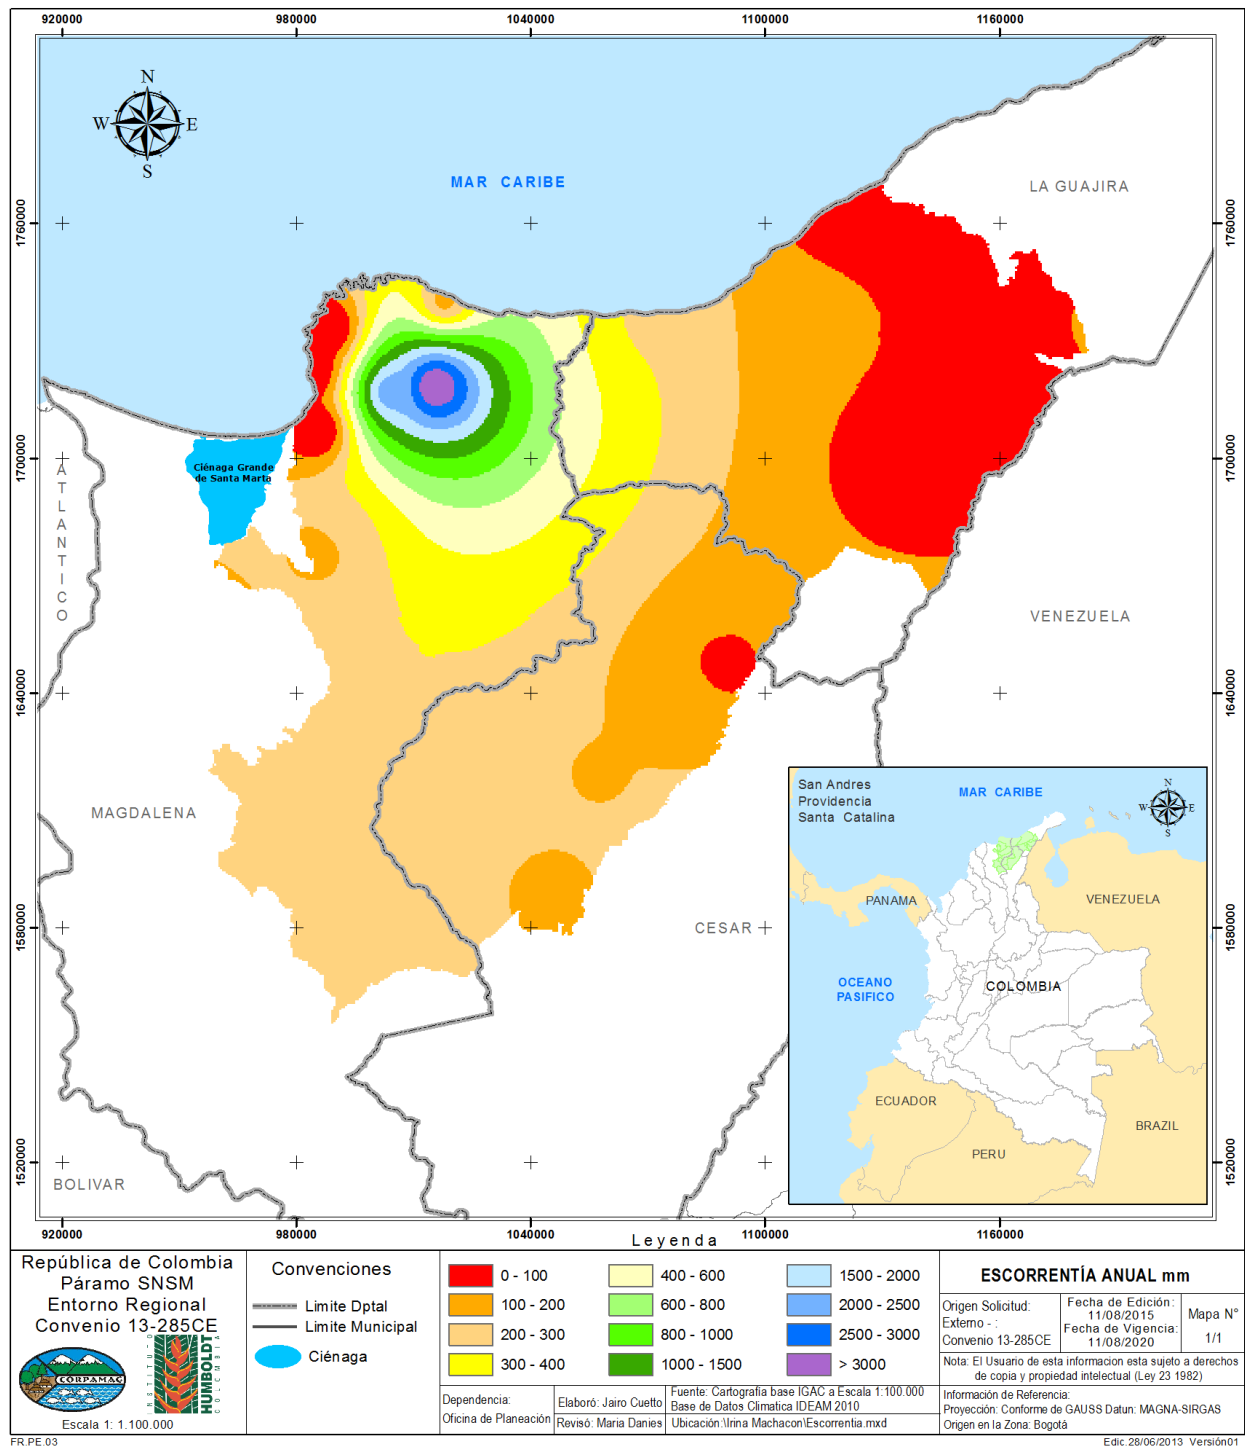 920000
980000
1040000
1100000
1160000
N
W
E
S
MAR CARIBE
LA GUAJIRA
1760000
1760000
1700000
1700000
Ciénaga Grande
de Santa Marta
ATLANTICO
VENEZUELA
1640000
1640000
MAGDALENA
CESAR
1580000
1580000
BOLIVAR
1520000
1520000
San Andres
Providencia
Santa Catalina
MAR CARIBE
N
W
E
S
PANAMA
VENEZUELA
OCEANO
PASIFICO
COLOMBIA
ECUADOR
BRAZIL
PERU
920000
980000
1040000
1100000
1160000
Leyenda
República de Colombia
Páramo SNSM
Entorno Regional
Convenio 13-285CE
CORPAMAG
INSTITUTO
HUMBOLDT
COLOMBIA
Escala 1: 1.100.000
Convenciones
Limite Dptal
Limite Municipal
Ciénaga
0 - 100
100 - 200
200 - 300
300 - 400
400 - 600
600 - 800
800 - 1000
1000 - 1500
1500 - 2000
2000 - 2500
2500 - 3000
> 3000
Dependencia:
Oficina de Planeación
Elaboró: Jairo Cuetto
Revisó: Maria Danies
Fuente: Cartografia base IGAC a Escala 1:100.000
Base de Datos Climatica IDEAM 2010
Ubicación:\Irina Machacon\Escorrentia.mxd
ESCORRENTÍA ANUAL mm
Origen Solicitud:
Externo - :
Convenio 13-285CE
Fecha de Edición:
11/08/2015
Fecha de Vigencia:
11/08/2020
Mapa N°
1/1
Nota: El Usuario de esta informacion esta sujeto a derechos
de copia y propiedad intelectual (Ley 23 1982)
Información de Referencia:
Proyección: Conforme de GAUSS Datun: MAGNA-SIRGAS
Origen en la Zona: Bogotá
FR.PE.03
Edic.28/06/2013 Versión01